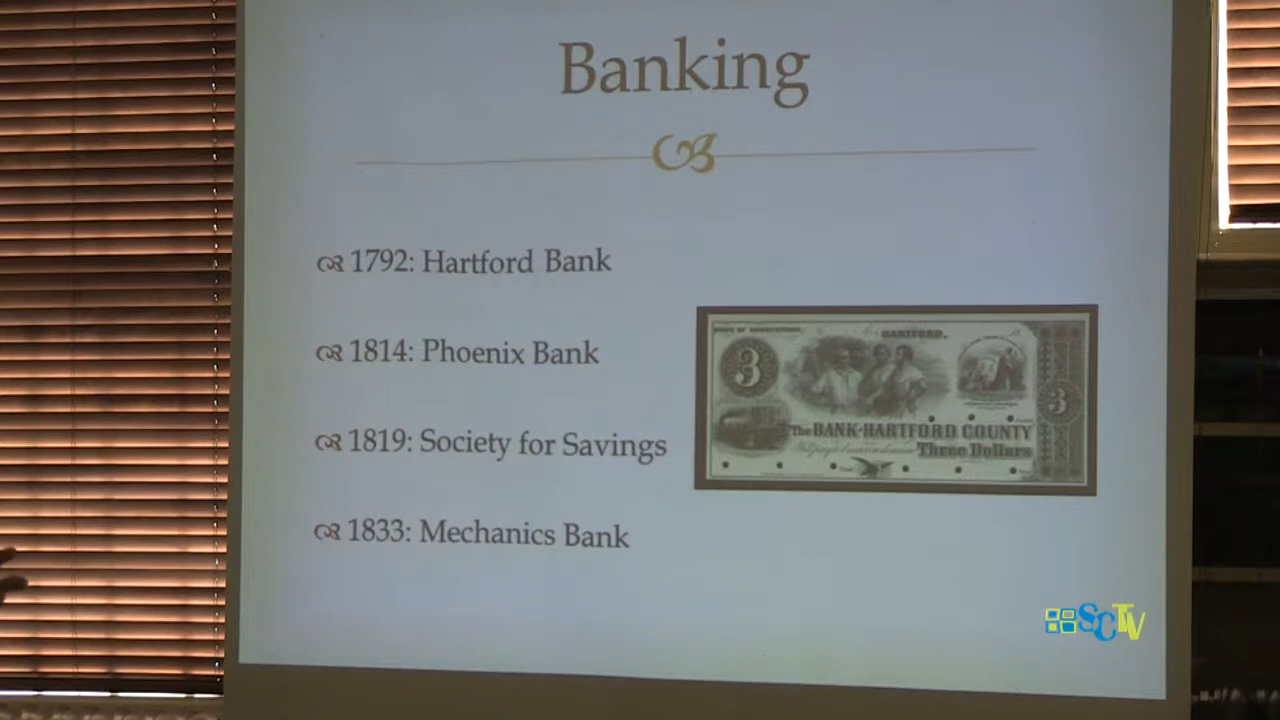 Banking
1792: Hartford Bank
1814: Phoenix Bank
1819: Society for Savings
1833: Mechanics Bank
HARTFORD.
3
3
The BANK OF HARTFORD COUNTY
Three Dollars
SCTV